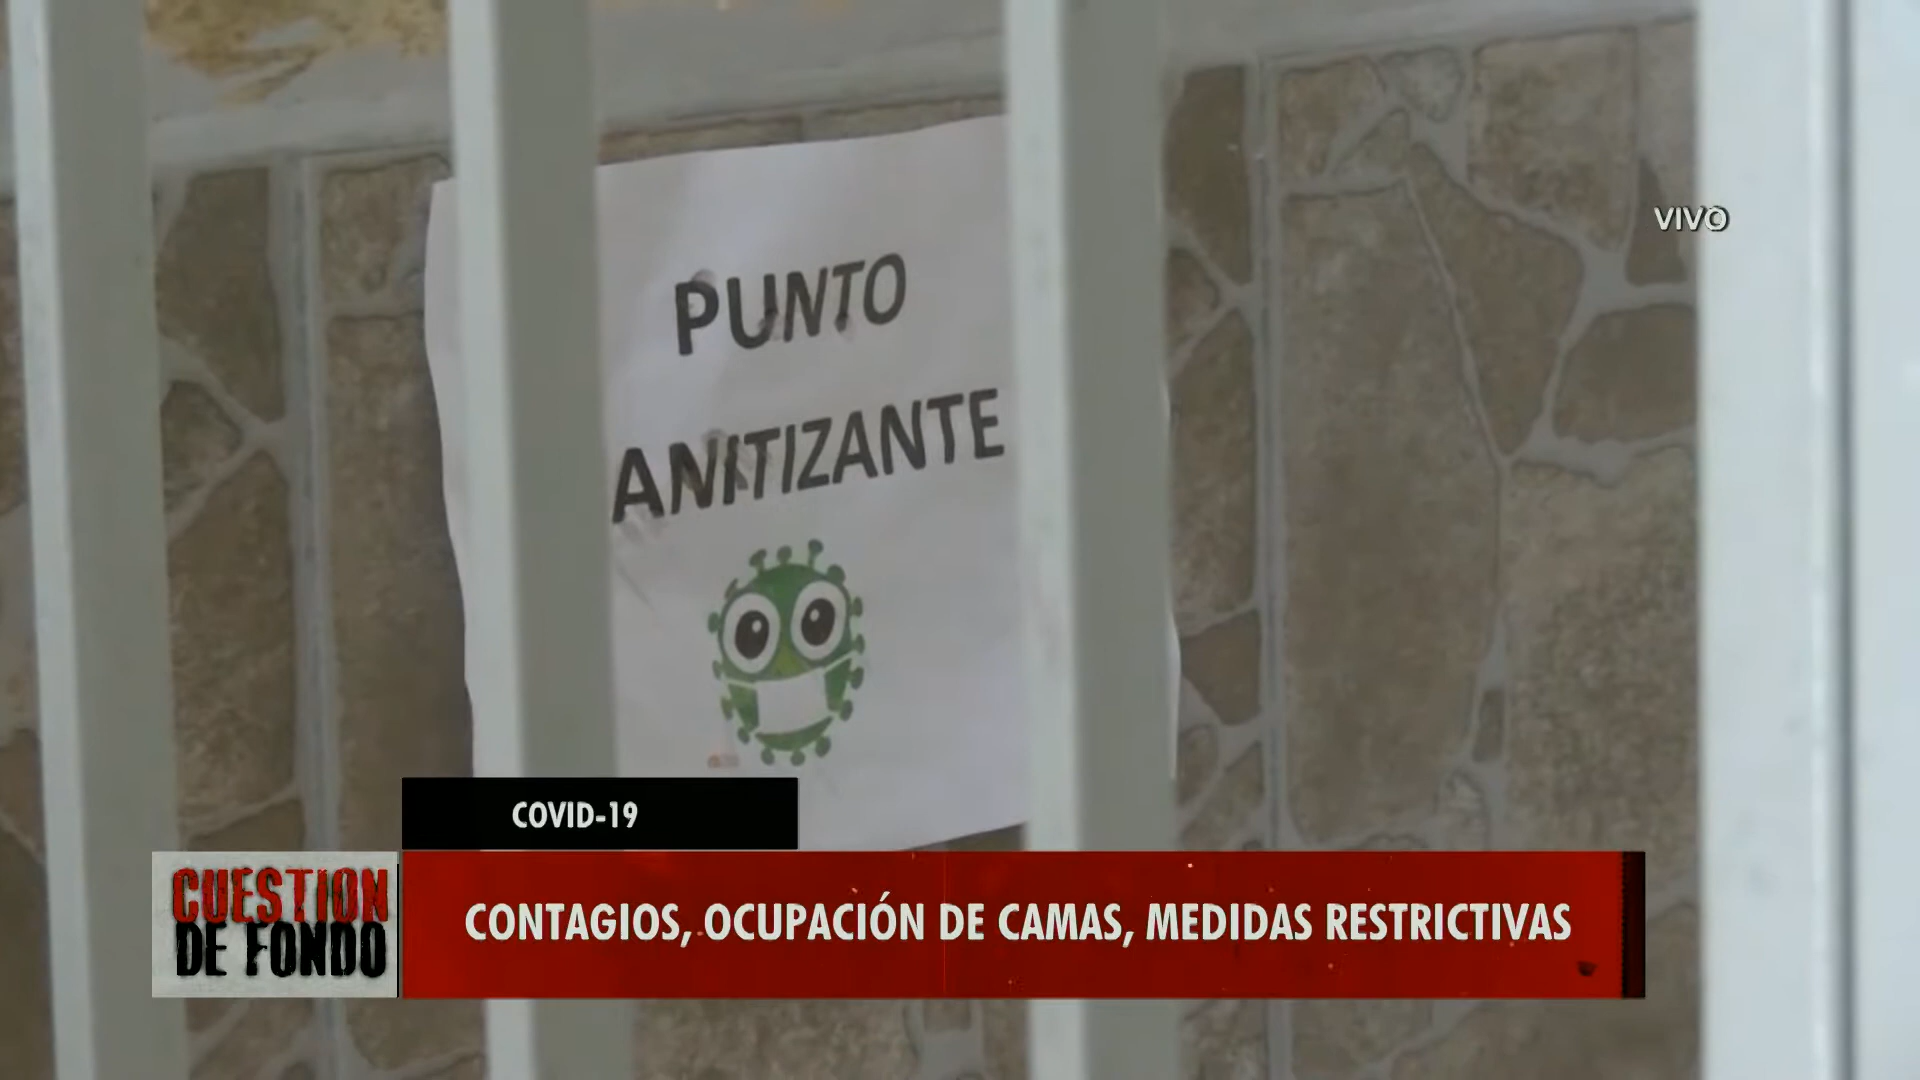 VIVO
PUNTO
ANITIZANTE
COVID-19
CUESTION
DE FONDO
CONTAGIOS, OCUPACIÓN DE CAMAS, MEDIDAS RESTRICTIVAS